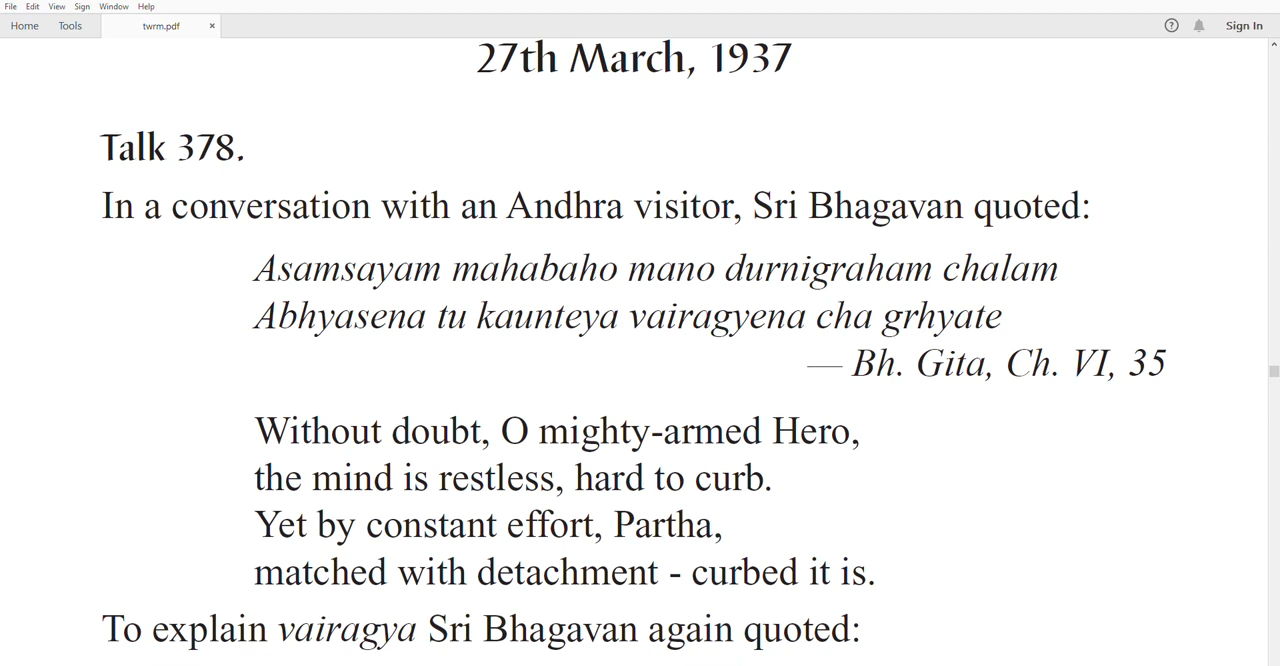 File Edit View Sign Window Help
Home Tools twrm.pdf × ? Sign In
27th March, 1937
Talk 378.
In a conversation with an Andhra visitor, Sri Bhagavan quoted:
Asamsayam mahabaho mano durnigraham chalam
Abhyasena tu kaunteya vairagyena cha grhyate
— Bh. Gita, Ch. VI, 35
Without doubt, O mighty-armed Hero,
the mind is restless, hard to curb.
Yet by constant effort, Partha,
matched with detachment - curbed it is.
To explain vairagya Sri Bhagavan again quoted: